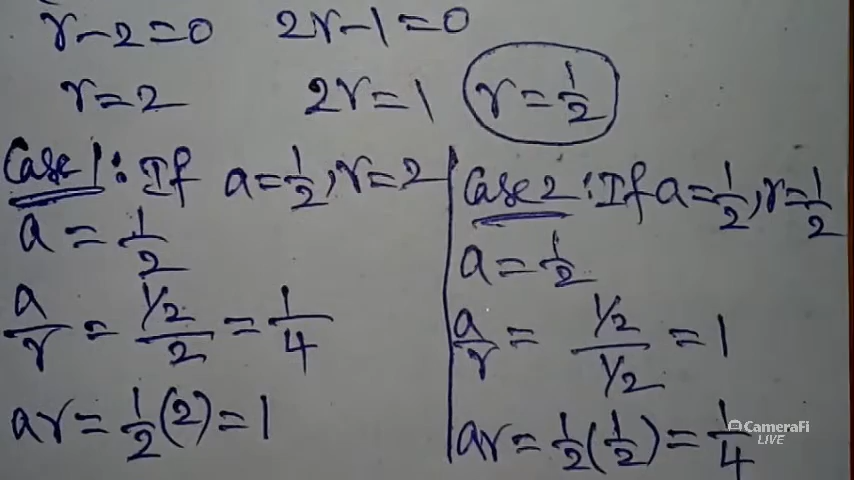 r-2=0   2r-1=0
r=2   2r=1   r=1/2
Case 1: If a=1/2, r=2
a=1/2
a/r = (1/2)/2 = 1/4
ar=1/2(2)=1
Case 2: If a=1/2, r=1/2
a=1/2
a/r = (1/2)/(1/2) = 1
ar=1/2(1/2)=1/4
CameraFi
LIVE